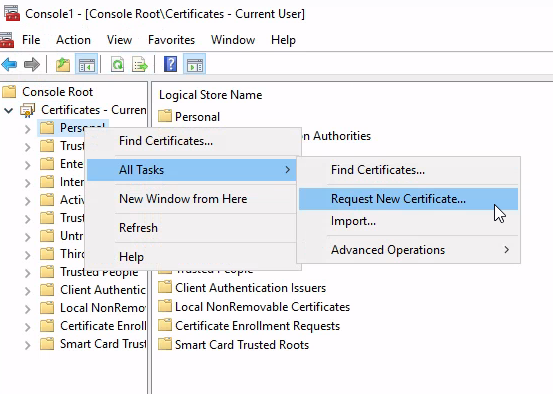 Console1 - [Console Root\Certificates - Current User]
File Action View Favorites Window Help
Console Root
Certificates - Curren
Personal
Trust
Enter
Inter
Activ
Trust
Untr
Third
Trusted People
Client Authentic
Local NonRemov
Certificate Enroll
Smart Card Trust
Logical Store Name
Personal
on Authorities
Trusted People
Client Authentication Issuers
Local NonRemovable Certificates
Certificate Enrollment Requests
Smart Card Trusted Roots
Find Certificates...
All Tasks
New Window from Here
Refresh
Help
Find Certificates...
Request New Certificate...
Import...
Advanced Operations